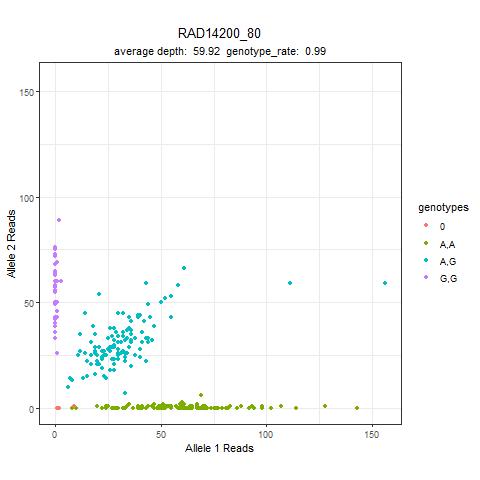 RAD14200_80
average depth: 59.92 genotype_rate: 0.99
150
100
50
0
Allele 2 Reads
0
50
100
150
Allele 1 Reads
genotypes
0
A,A
A,G
G,G